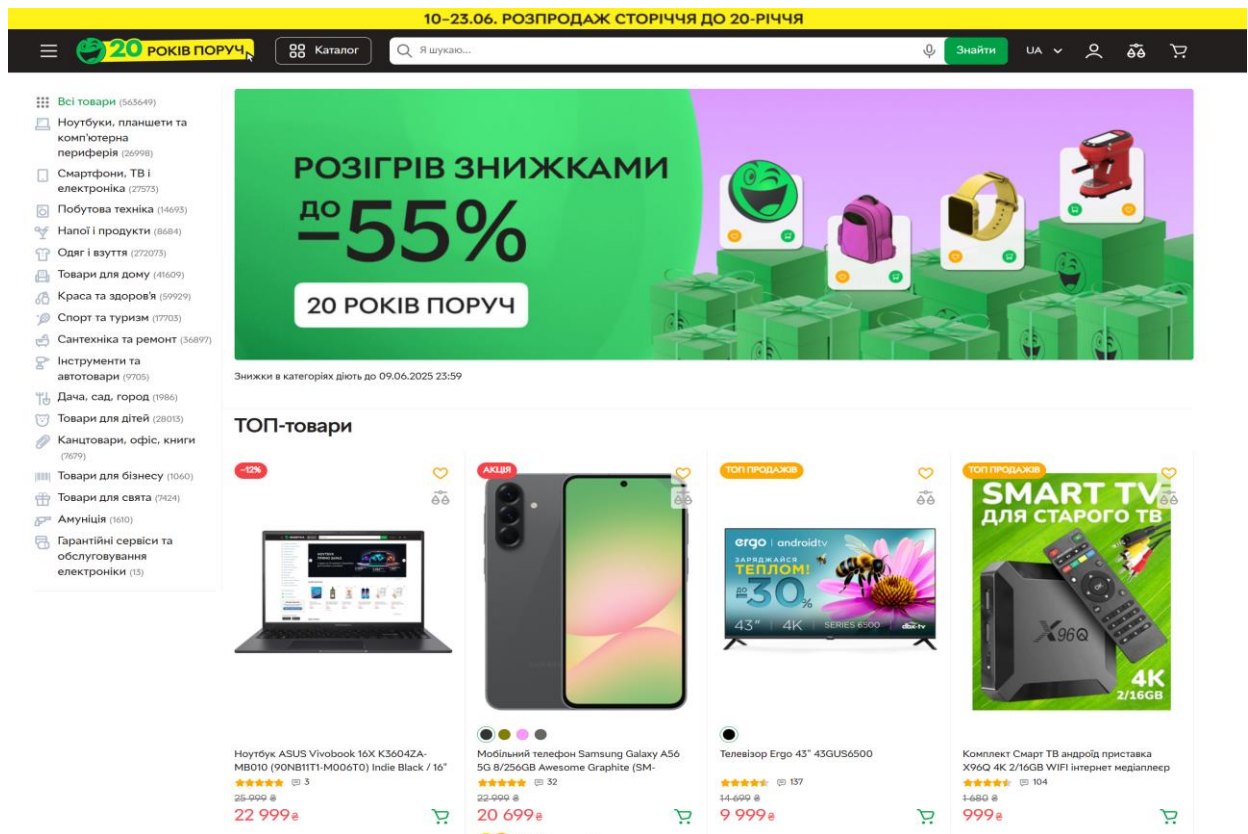 10–23.06. РОЗПРОДАЖ СТОРІЧЧЯ ДО 20-РІЧЧЯ
20 РОКІВ ПОРУЧ
Каталог
Я шукаю...
Знайти
UA
Всі товари (563649)
Ноутбуки, планшети та
комп'ютерна
периферія (26998)
Смартфони, ТВ і
електроніка (27573)
Побутова техніка (14693)
Напої і продукти (8684)
Одяг і взуття (272073)
Товари для дому (41609)
Краса та здоров'я (59929)
Спорт та туризм (17703)
Сантехніка та ремонт (36897)
Інструменти та
автотовари (9705)
Дача, сад, город (1986)
Товари для дітей (28013)
Канцтовари, офіс, книги
(7679)
Товари для бізнесу (1060)
Товари для свята (7424)
Амуніція (1610)
Гарантійні сервіси та
обслуговування
електроніки (13)
РОЗІГРІВ ЗНИЖКАМИ
ДО
–55%
20 РОКІВ ПОРУЧ
Знижки в категоріях діють до 09.06.2025 23:59
ТОП-товари
–12%
Ноутбук ASUS Vivobook 16X K3604ZA-
MB010 (90NB11T1-M006T0) Indie Black / 16"
3
25 999 ₴
22 999 ₴
АКЦІЯ
Мобільний телефон Samsung Galaxy A56
5G 8/256GB Awesome Graphite (SM-
32
22 999 ₴
20 699 ₴
ТОП ПРОДАЖІВ
ergo androidtv
ЗАРЯДЖАЙСЯ
ТЕПЛОМ!
ДО
–30%
43" 4K SERIES 6500 dbx-tv
Телевізор Ergo 43" 43GUS6500
137
14 699 ₴
9 999 ₴
ТОП ПРОДАЖІВ
SMART TV
ДЛЯ СТАРОГО ТВ
OK
X96Q
4K
2/16GB
Комплект Смарт ТВ андроїд приставка
X96Q 4K 2/16GB WIFI інтернет медіаплеєр
104
1 680 ₴
999 ₴